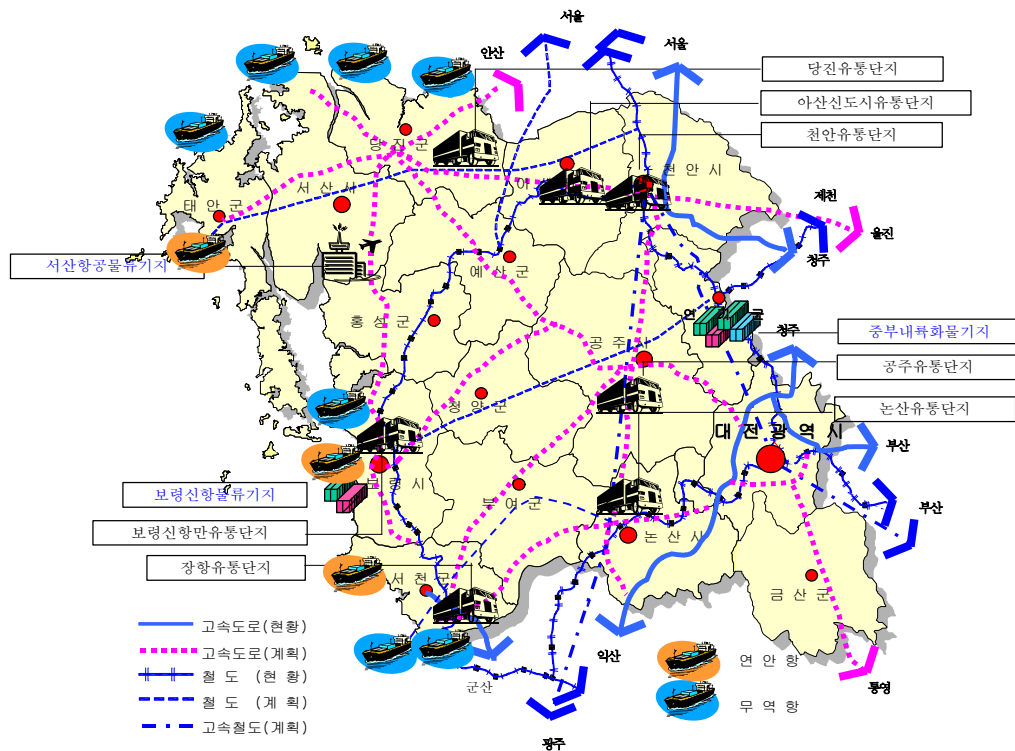 서울
서울
안산
당진유통단지
아산신도시유통단지
천안유통단지
당 진 군
천 안 시
아
서 산 시
태 안 군
제천
울진
청주
서산항공물류기지
예 산 군
홍 성 군
연
군
청주
중부내륙화물기지
공 주 시
공주유통단지
청 양 군
논산유통단지
대 전 광 역 시
부산
보 령 시
보령신항물류기지
부 여 군
부산
보령신항만유통단지
논 산 시
장항유통단지
서 천 군
금 산 군
고속도로(현황)
고속도로(계획)
철 도 (현 황)
철 도 (계 획)
고속철도(계획)
군산
익산
광주
통영
연 안 항
무 역 항